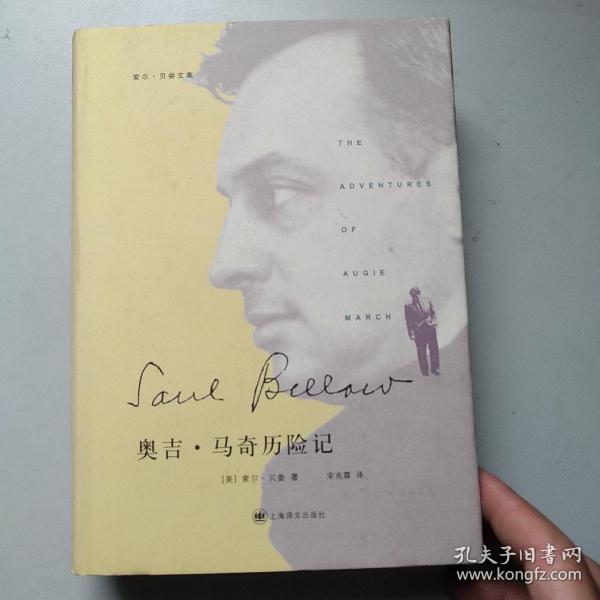 索尔·贝娄文集
THE
ADVENTURES
OF
AUGIE
MARCH
Saul Bellow
奥吉·马奇历险记
[美] 索尔·贝娄 著 宋兆霖 译
上海译文出版社
孔夫子旧书网
www.kongfz.com